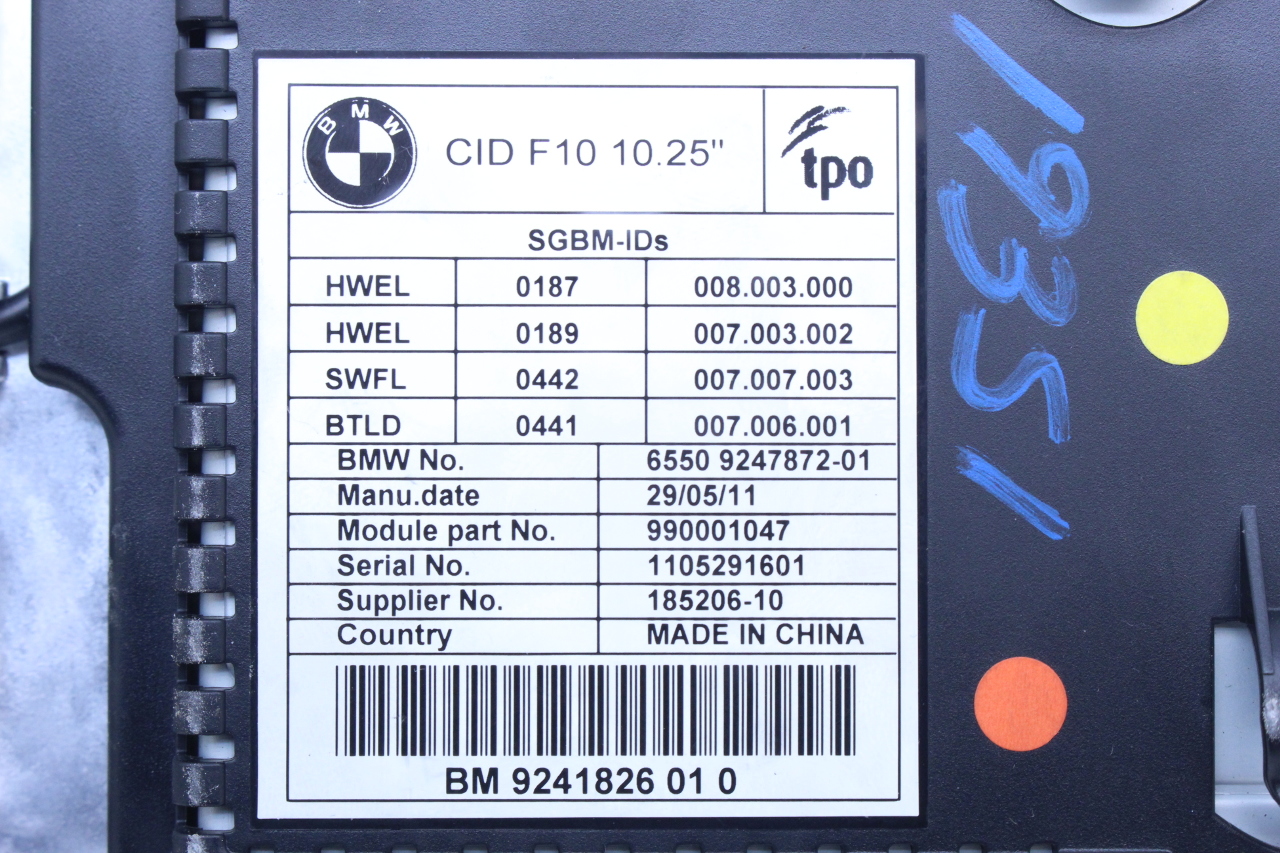 BMW
CID F10 10.25"
tpo
SGBM-IDs
HWEL 0187 008.003.000
HWEL 0189 007.003.002
SWFL 0442 007.007.003
BTLD 0441 007.006.001
BMW No. 6550 9247872-01
Manu.date 29/05/11
Module part No. 990001047
Serial No. 1105291601
Supplier No. 185206-10
Country MADE IN CHINA
BM 9241826 01 0
19351